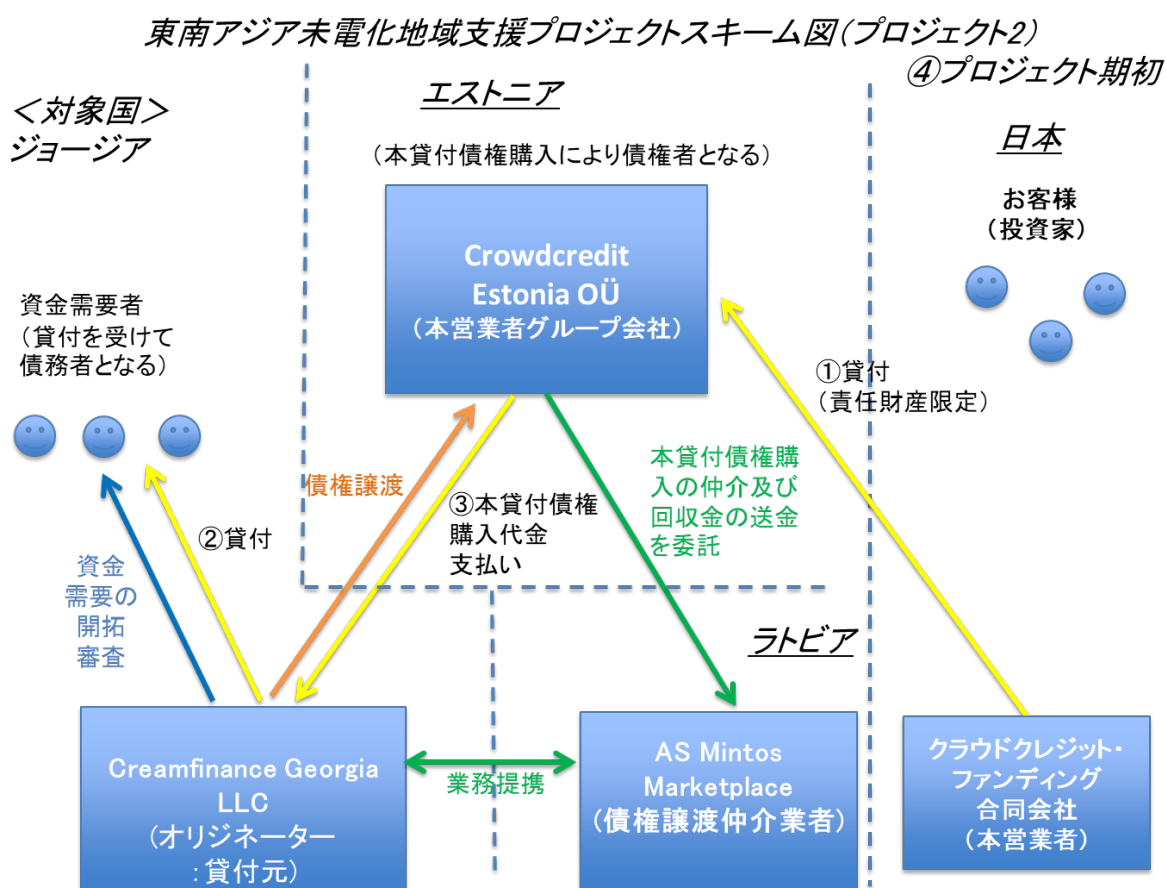 東南アジア未電化地域支援プロジェクトスキーム図(プロジェクト2)
④プロジェクト期初
<対象国>
ジョージア
エストニア
日本
(本貸付債権購入により債権者となる)
お客様
(投資家)
Crowdcredit
Estonia OÜ
(本営業者グループ会社)
資金需要者
(貸付を受けて
債務者となる)
①貸付
(責任財産限定)
債権譲渡
③本貸付債権
購入代金
支払い
本貸付債権購
入の仲介及び
回収金の送金
を委託
②貸付
資金
需要の
開拓
審査
ラトビア
Creamfinance Georgia
LLC
(オリジネーター
:貸付元)
業務提携
AS Mintos
Marketplace
(債権譲渡仲介業者)
クラウドクレジット・
ファンディング
合同会社
(本営業者)